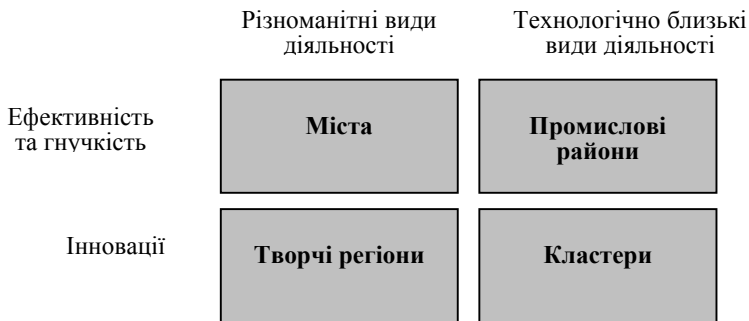 Різноманітні види
діяльності
Технологічно близькі
види діяльності
Ефективність
та гнучкість
Міста
Промислові
райони
Інновації
Творчі регіони
Кластери